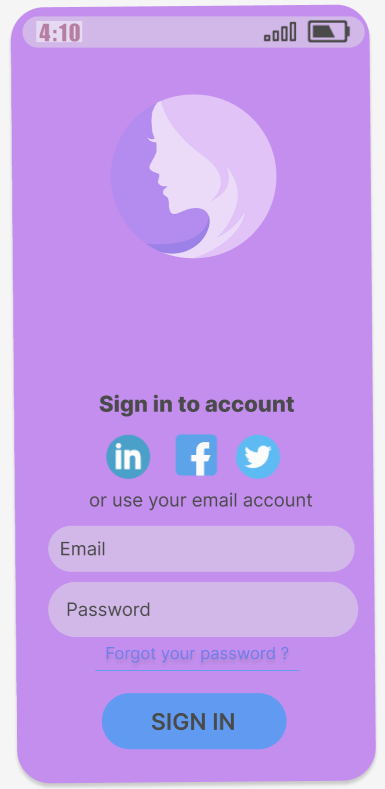 4:10
Sign in to account
in f
or use your email account
Email
Password
Forgot your password ?
SIGN IN